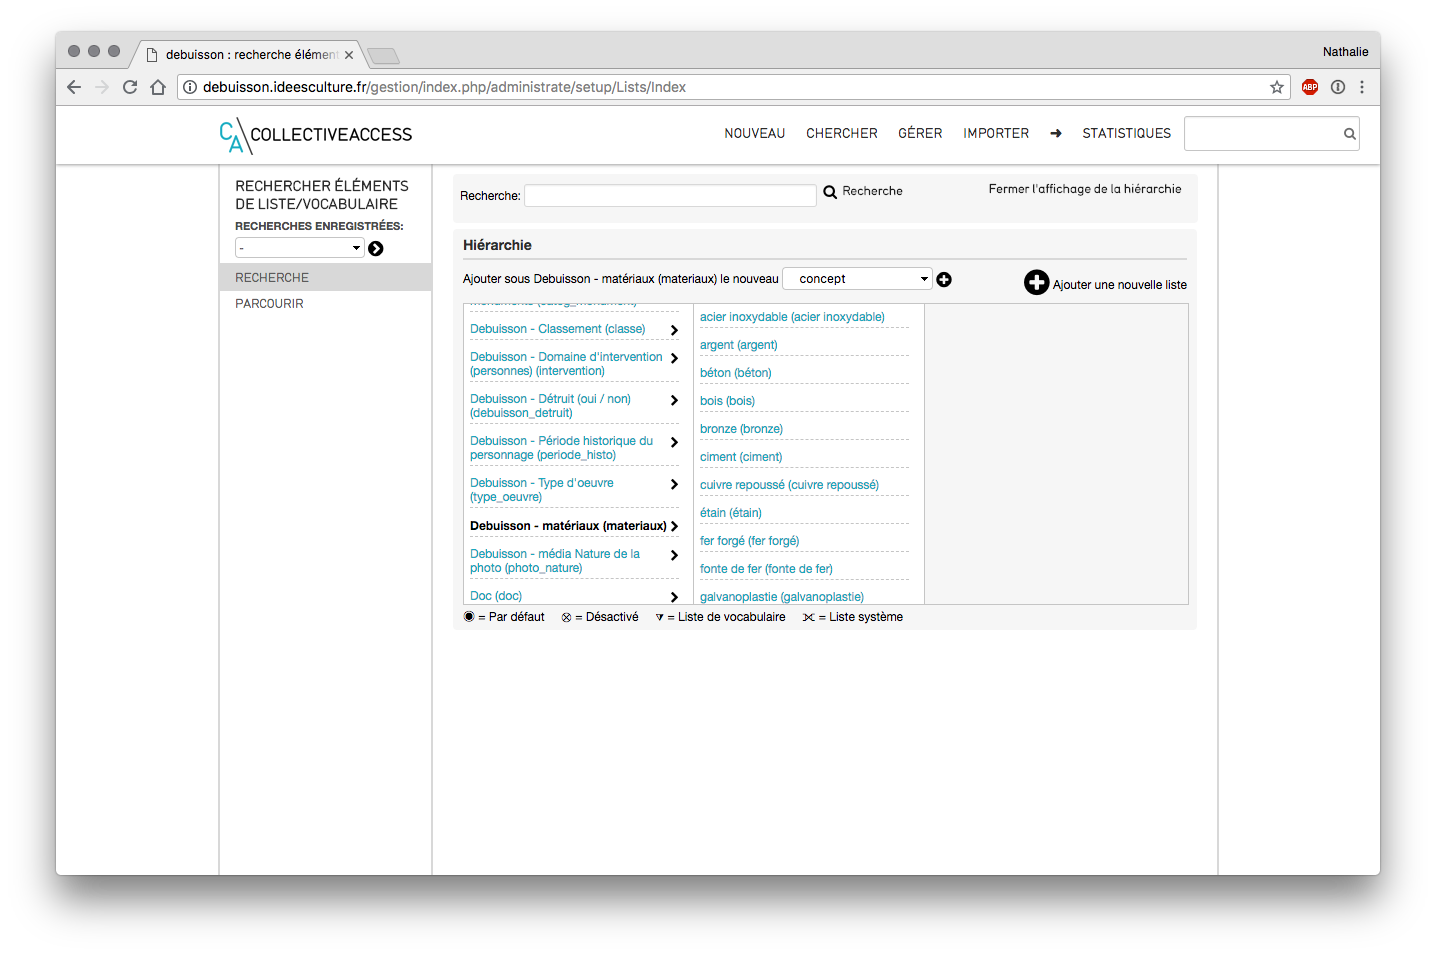 debuisson : recherche élément
Nathalie
debuisson.ideesculture.fr/gestion/index.php/administrate/setup/Lists/Index
ABP
CA COLLECTIVEACCESS
NOUVEAU CHERCHER GÉRER IMPORTER ➔ STATISTIQUES
RECHERCHER ÉLÉMENTS
DE LISTE/VOCABULAIRE
RECHERCHES ENREGISTRÉES:
-
RECHERCHE
PARCOURIR
Recherche: Recherche Fermer l'affichage de la hiérarchie
Hiérarchie
Ajouter sous Debuisson - matériaux (materiaux) le nouveau concept
Ajouter une nouvelle liste
monuments (categ_monument)
Debuisson - Classement (classe)
Debuisson - Domaine d'intervention
(personnes) (intervention)
Debuisson - Détruit (oui / non)
(debuisson_detruit)
Debuisson - Période historique du
personnage (periode_histo)
Debuisson - Type d'oeuvre
(type_oeuvre)
Debuisson - matériaux (materiaux)
Debuisson - média Nature de la
photo (photo_nature)
Doc (doc)
acier inoxydable (acier inoxydable)
argent (argent)
béton (béton)
bois (bois)
bronze (bronze)
ciment (ciment)
cuivre repoussé (cuivre repoussé)
étain (étain)
fer forgé (fer forgé)
fonte de fer (fonte de fer)
galvanoplastie (galvanoplastie)
= Par défaut = Désactivé = Liste de vocabulaire = Liste système